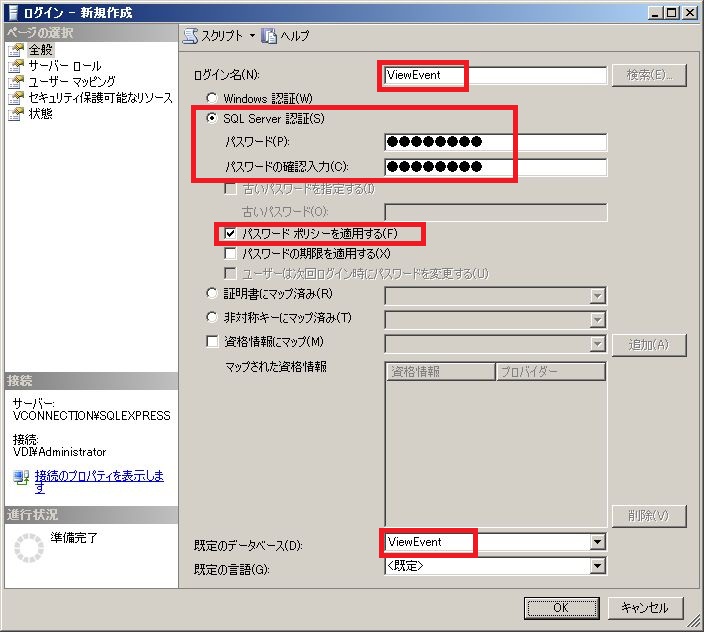 ログイン - 新規作成
ページの選択
全般
サーバー ロール
ユーザー マッピング
セキュリティ保護可能なリソース
状態
スクリプト
ヘルプ
ログイン名(N):
ViewEvent
検索(E)...
Windows 認証(W)
SQL Server 認証(S)
パスワード(P):
●●●●●●●●
パスワードの確認入力(C):
●●●●●●●●
古いパスワードを指定する(I)
古いパスワード(O):
パスワード ポリシーを適用する(F)
パスワードの期限を適用する(X)
ユーザーは次回ログイン時にパスワードを変更する(U)
証明書にマップ済み(R)
非対称キーにマップ済み(T)
資格情報にマップ(M)
追加(A)
マップされた資格情報
資格情報
プロバイダー
削除(V)
既定のデータベース(D):
ViewEvent
既定の言語(G):
<既定>
接続
サーバー:
VCONNECTION¥SQLEXPRESS
接続:
VDI¥Administrator
接続のプロパティを表示しま
す
進行状況
準備完了
OK
キャンセル